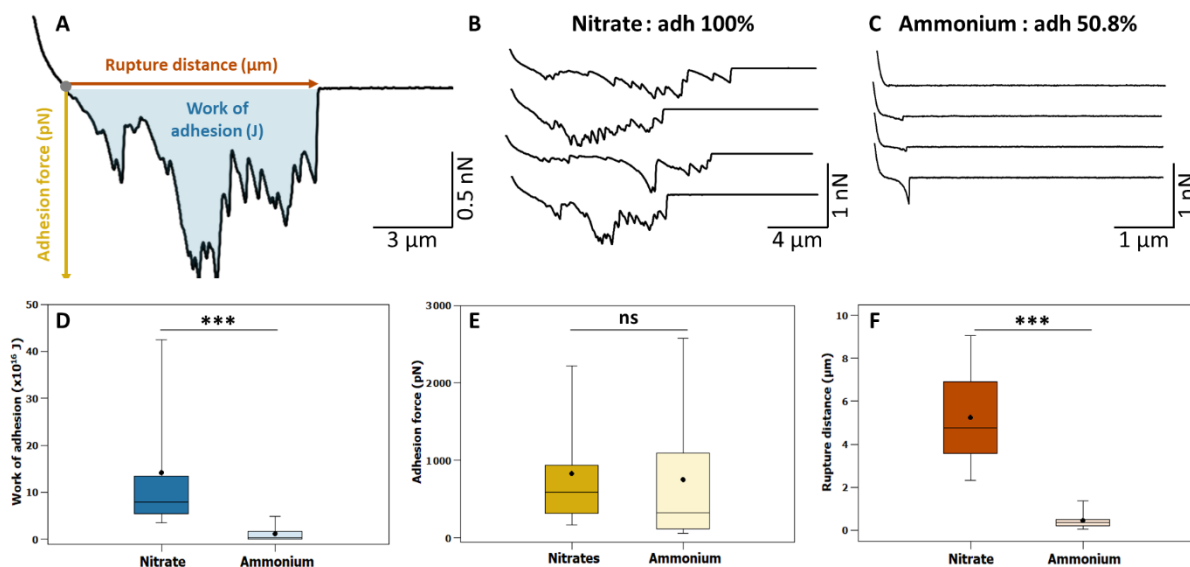 A
Rupture distance (μm)
Work of
adhesion (J)
Adhesion force (pN)
0.5 nN
3 μm
B
Nitrate : adh 100%
1 nN
4 μm
C
Ammonium : adh 50.8%
1 nN
1 μm
D
***
Work of adhesion (x10¹⁶ J)
50
40
30
20
10
0
Nitrate
Ammonium
E
ns
Adhesion force (pN)
3000
2000
1000
0
Nitrates
Ammonium
F
***
Rupture distance (μm)
10
8
6
4
2
0
Nitrate
Ammonium